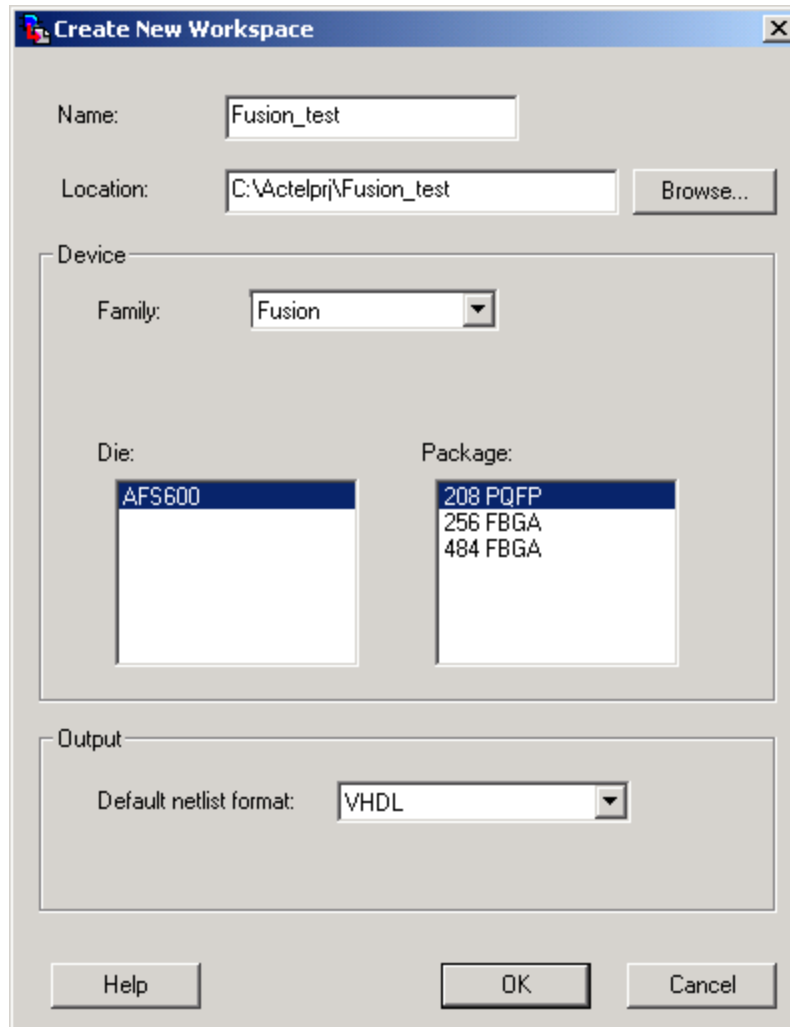 Create New Workspace
Name: Fusion_test
Location: C:\Actelprj\Fusion_test Browse...
Device
Family: Fusion
Die: Package:
AFS600 208 PQFP
256 FBGA
484 FBGA
Output
Default netlist format: VHDL
Help OK Cancel